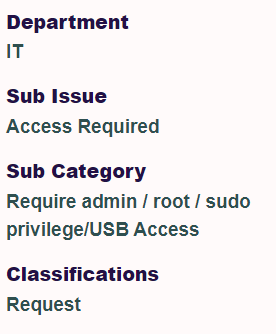 Department
IT
Sub Issue
Access Required
Sub Category
Require admin / root / sudo
privilege/USB Access
Classifications
Request